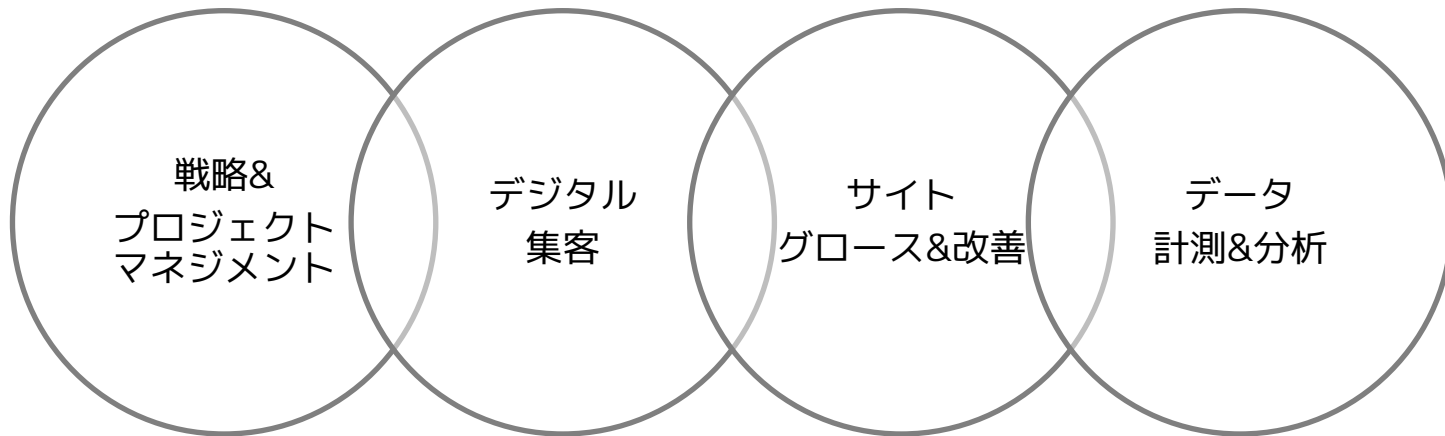 戦略&
プロジェクト
マネジメント
デジタル
集客
サイト
グロース&改善
データ
計測&分析